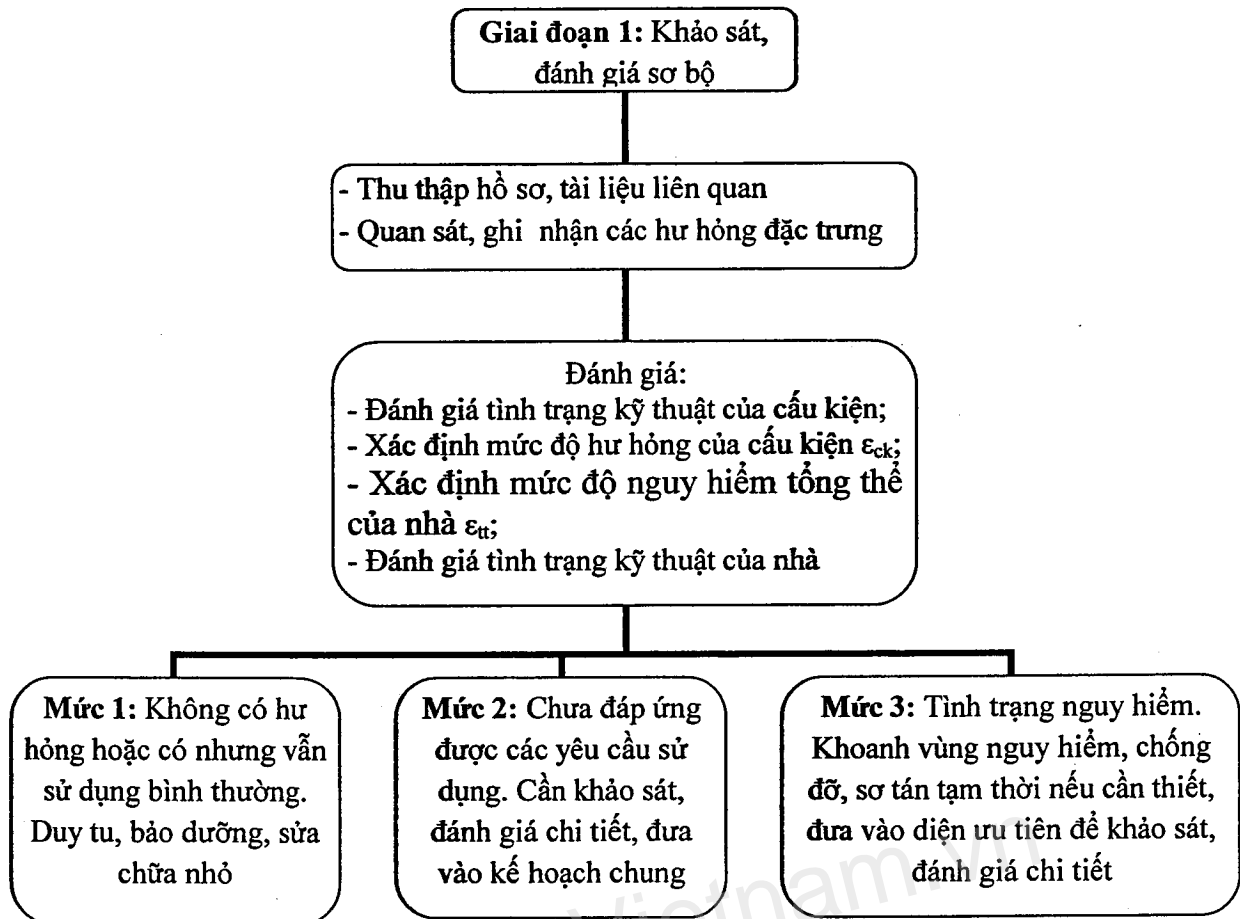 Giai đoạn 1: Khảo sát,
đánh giá sơ bộ
- Thu thập hồ sơ, tài liệu liên quan
- Quan sát, ghi nhận các hư hỏng đặc trưng
Đánh giá:
- Đánh giá tình trạng kỹ thuật của cấu kiện;
- Xác định mức độ hư hỏng của cấu kiện εck;
- Xác định mức độ nguy hiểm tổng thể
của nhà εtt;
- Đánh giá tình trạng kỹ thuật của nhà
Mức 1: Không có hư
hỏng hoặc có nhưng vẫn
sử dụng bình thường.
Duy tu, bảo dưỡng, sửa
chữa nhỏ
Mức 2: Chưa đáp ứng
được các yêu cầu sử
dụng. Cần khảo sát,
đánh giá chi tiết, đưa
vào kế hoạch chung
Mức 3: Tình trạng nguy hiểm.
Khoanh vùng nguy hiểm, chống
đỡ, sơ tán tạm thời nếu cần thiết,
đưa vào diện ưu tiên để khảo sát,
đánh giá chi tiết
Vietnam.vn